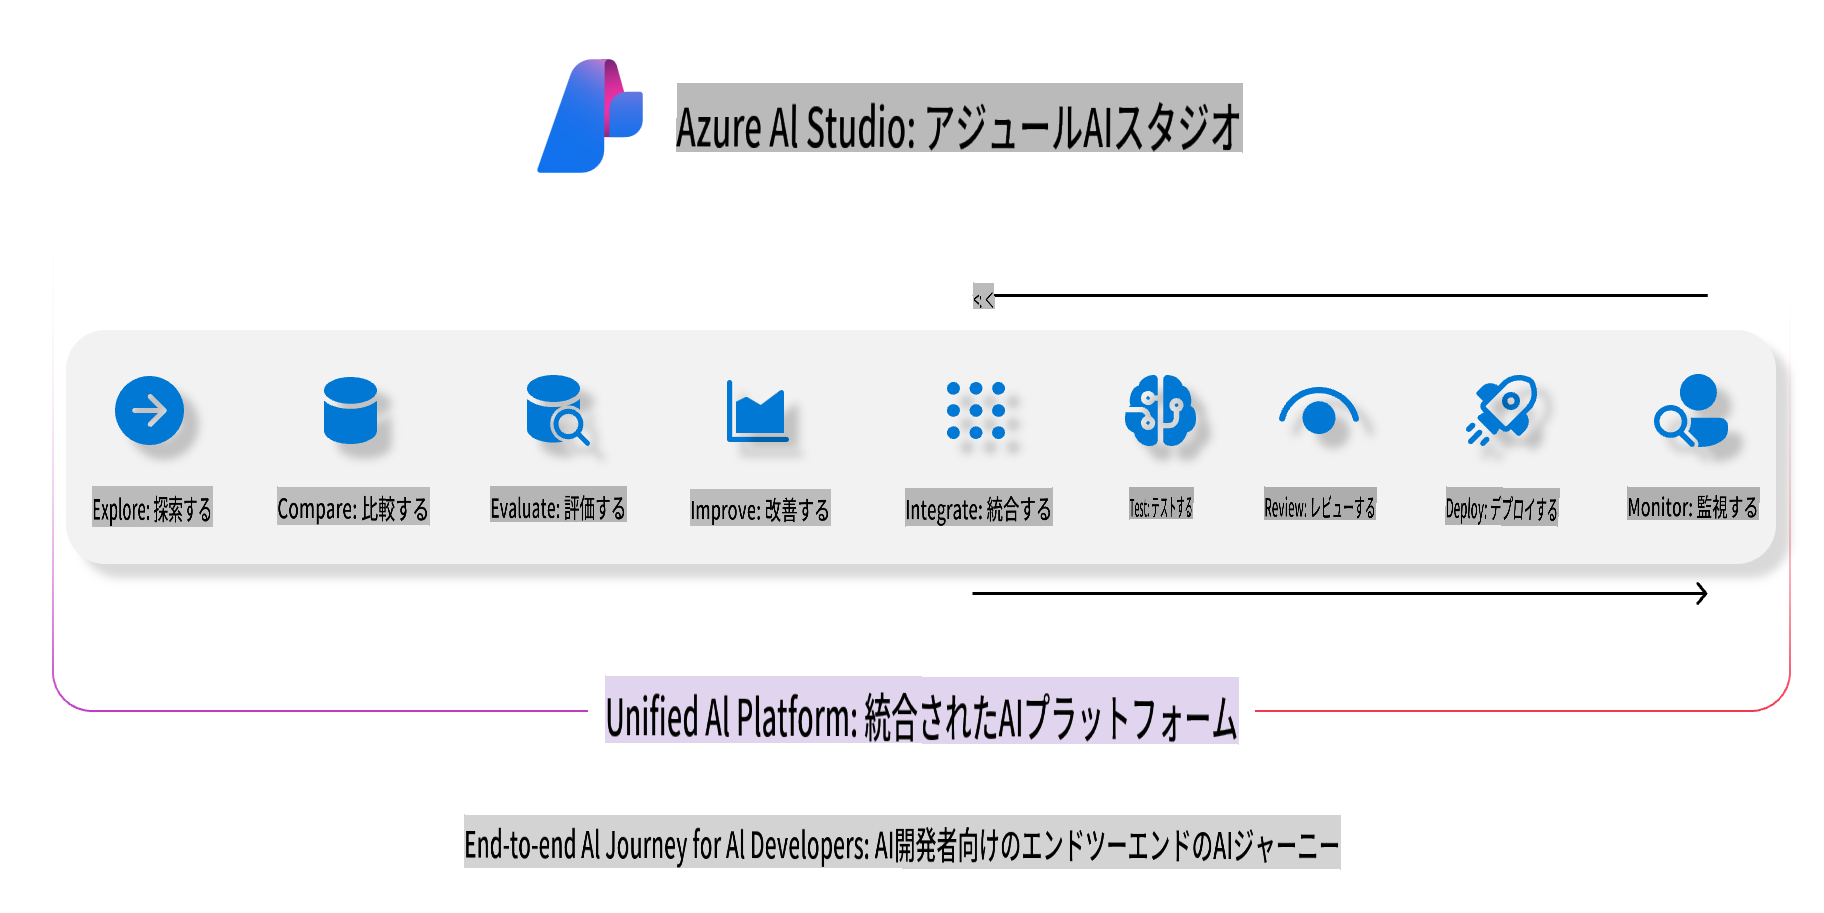 Azure Al Studio: アジュールAIスタジオ
<: <
Explore: 探索する
Compare: 比較する
Evaluate: 評価する
Improve: 改善する
Integrate: 統合する
Test: テストする
Review: レビューする
Deploy: デプロイする
Monitor: 監視する
Unified Al Platform: 統合されたAIプラットフォーム
End-to-end Al Journey for Al Developers: AI開発者向けのエンドツーエンドのAIジャーニー